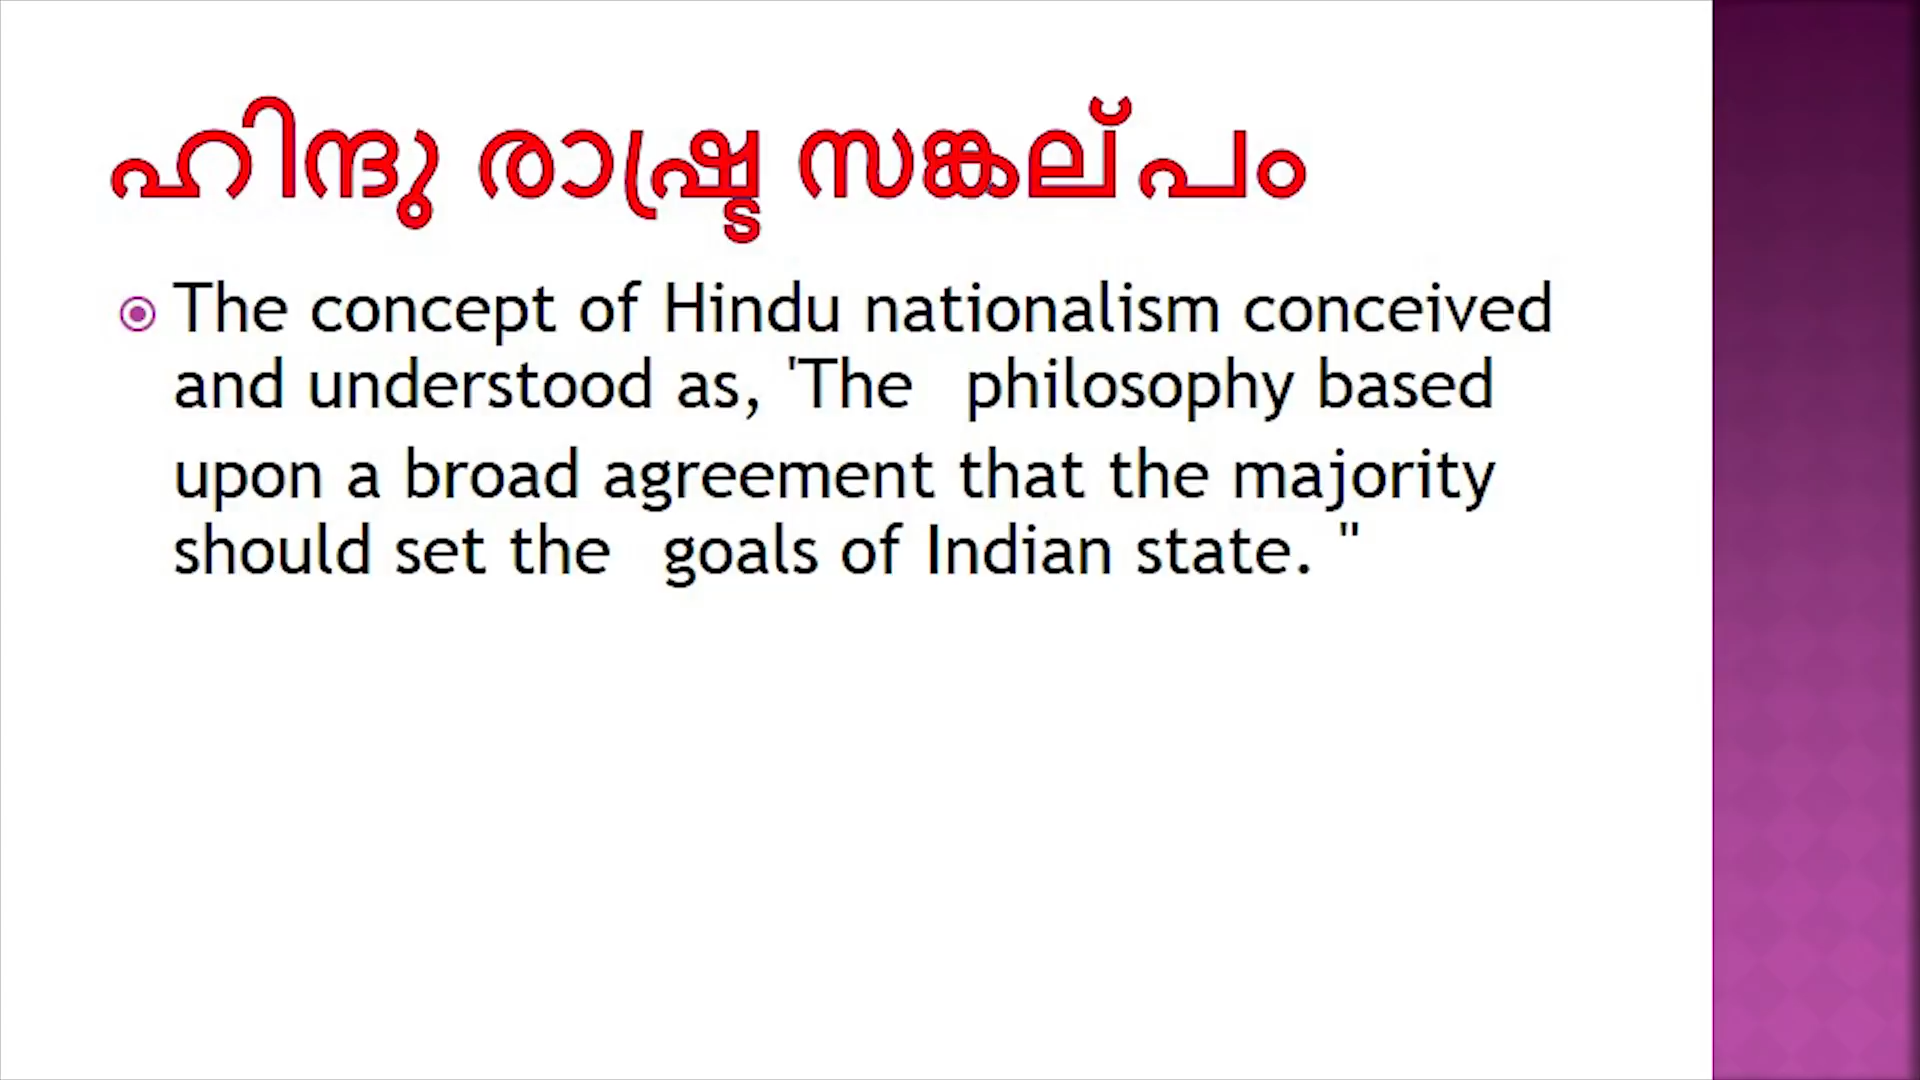 ഹിന്ദു രാഷ്ട്ര സങ്കല്പം
The concept of Hindu nationalism conceived
and understood as, 'The philosophy based
upon a broad agreement that the majority
should set the goals of Indian state. "